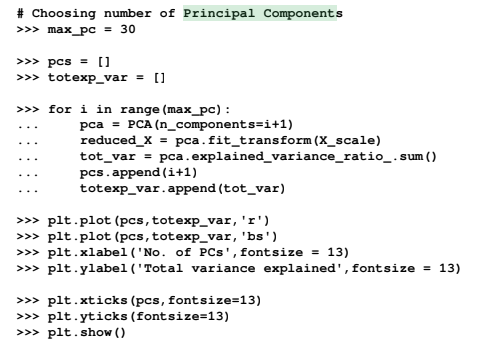 # Choosing number of Principal Components
>>> max_pc = 30
>>> pcs = []
>>> totexp_var = []
>>> for i in range(max_pc):
...     pca = PCA(n_components=i+1)
...     reduced_X = pca.fit_transform(X_scale)
...     tot_var = pca.explained_variance_ratio_.sum()
...     pcs.append(i+1)
...     totexp_var.append(tot_var)
>>> plt.plot(pcs,totexp_var,'r')
>>> plt.plot(pcs,totexp_var,'bs')
>>> plt.xlabel('No. of PCs',fontsize = 13)
>>> plt.ylabel('Total variance explained',fontsize = 13)
>>> plt.xticks(pcs,fontsize=13)
>>> plt.yticks(fontsize=13)
>>> plt.show()